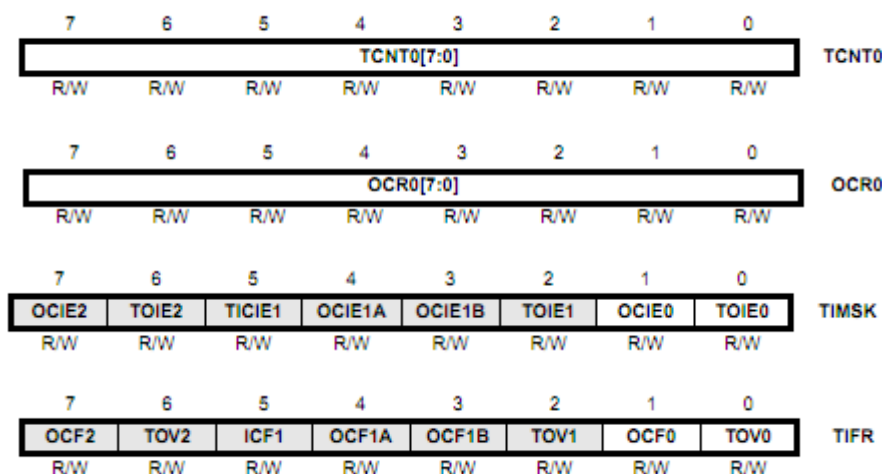 7 6 5 4 3 2 1 0
TCNT0[7:0] TCNT0
R/W R/W R/W R/W R/W R/W R/W R/W
7 6 5 4 3 2 1 0
OCR0[7:0] OCR0
R/W R/W R/W R/W R/W R/W R/W R/W
7 6 5 4 3 2 1 0
OCIE2 TOIE2 TICIE1 OCIE1A OCIE1B TOIE1 OCIE0 TOIE0 TIMSK
R/W R/W R/W R/W R/W R/W R/W R/W
7 6 5 4 3 2 1 0
OCF2 TOV2 ICF1 OCF1A OCF1B TOV1 OCF0 TOV0 TIFR
R/W R/W R/W R/W R/W R/W R/W R/W